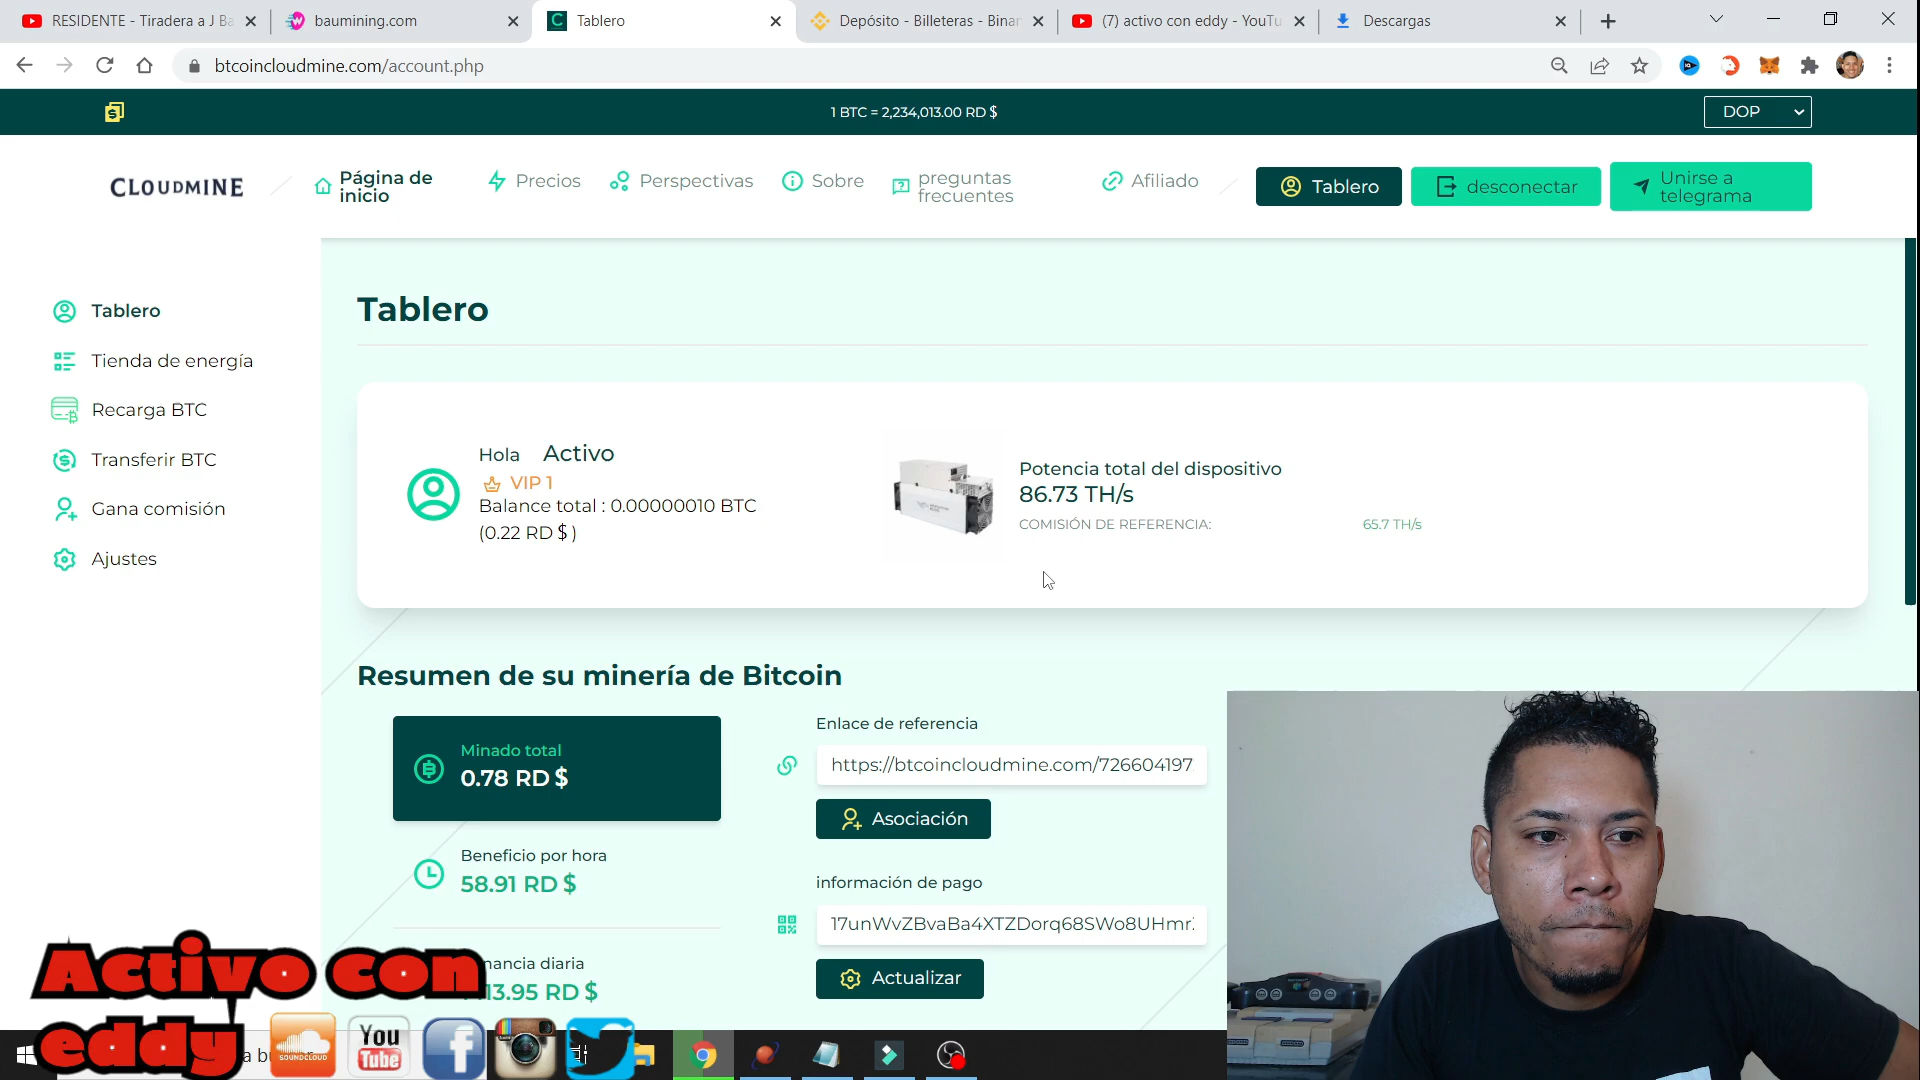 RESIDENTE - Tiradera a J Ba
baumining.com
Tablero
Depósito - Billeteras - Binan
(7) activo con eddy - YouTu
Descargas
btcoincloudmine.com/account.php
1 BTC = 2,234,013.00 RD $
DOP
CLOUDMINE
Página de
inicio
Precios
Perspectivas
Sobre
preguntas
frecuentes
Afiliado
Tablero
desconectar
Unirse a
telegrama
Tablero
Tienda de energía
Recarga BTC
Transferir BTC
Gana comisión
Ajustes
Tablero
Hola Activo
VIP 1
Balance total : 0.00000010 BTC
(0.22 RD $ )
Potencia total del dispositivo
86.73 TH/s
COMISIÓN DE REFERENCIA: 65.7 TH/s
Resumen de su minería de Bitcoin
Minado total
0.78 RD $
Beneficio por hora
58.91 RD $
nancia diaria
13.95 RD $
Enlace de referencia
https://btcoincloudmine.com/726604197
Asociación
información de pago
17unWvZBvaBa4XTZDorq68SWo8UHmr
Actualizar
Activo con
eddy
SOUNDCLOUD
You
Tube